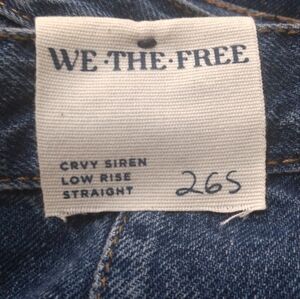 WE·THE·FREE
CRVY SIREN
LOW RISE
STRAIGHT 26S